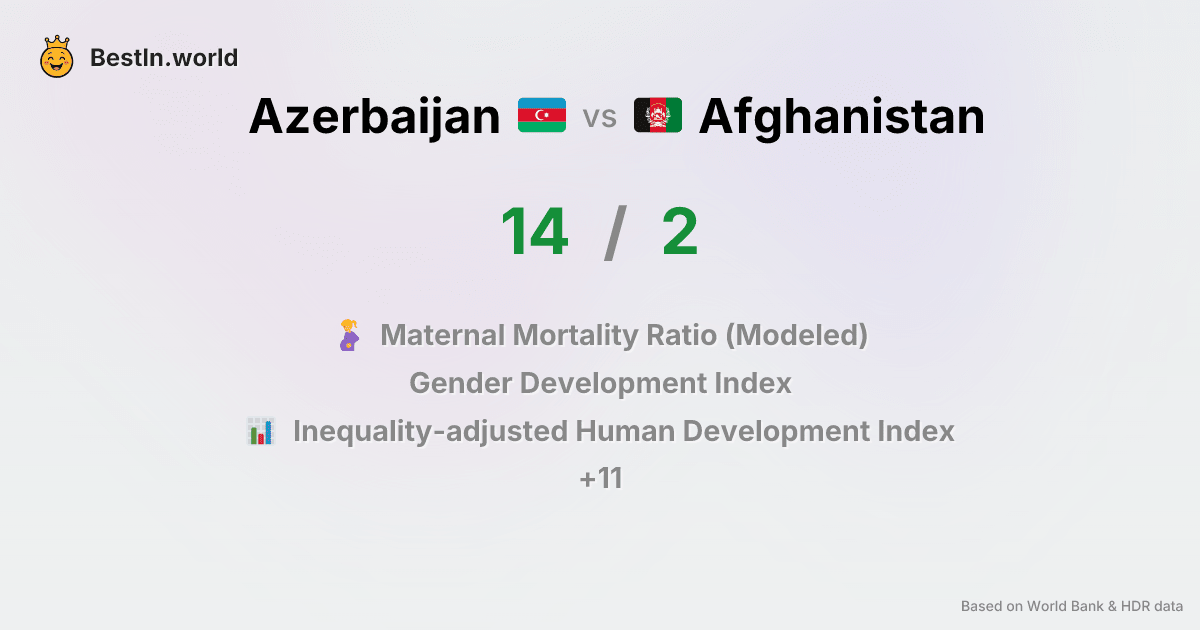 BestIn.world
Azerbaijan vs Afghanistan
14 / 2
Maternal Mortality Ratio (Modeled)
Gender Development Index
Inequality-adjusted Human Development Index
+11
Based on World Bank & HDR data